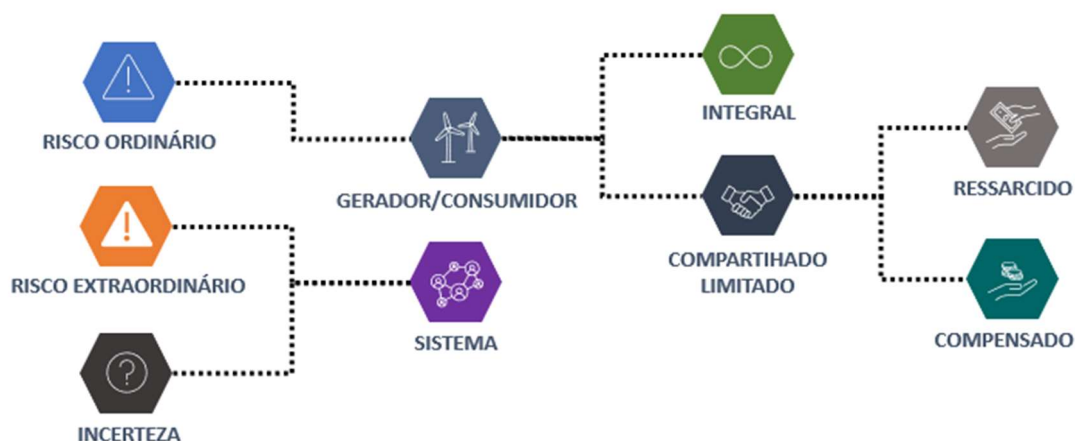 RISCO ORDINÁRIO
RISCO EXTRAORDINÁRIO
INCERTEZA
GERADOR/CONSUMIDOR
SISTEMA
INTEGRAL
COMPARTIHADO
LIMITADO
RESSARCIDO
COMPENSADO